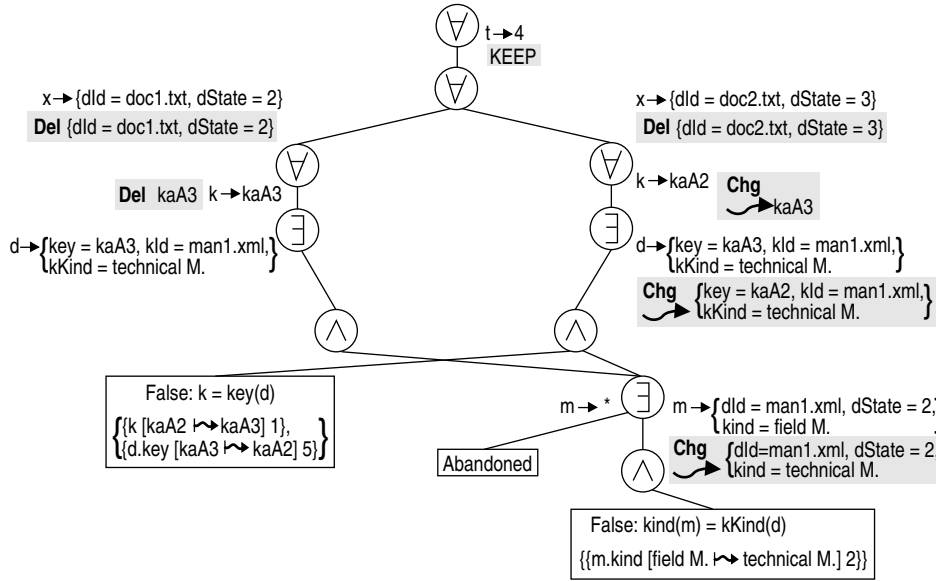 ∀ t → 4
KEEP
∀
x → {dId = doc1.txt, dState = 2}
Del {dId = doc1.txt, dState = 2}
x → {dId = doc2.txt, dState = 3}
Del {dId = doc2.txt, dState = 3}
∀
∀
Del kaA3 k → kaA3
k → kaA2
Chg
kaA3
∃
∃
d → {key = kaA3, kId = man1.xml,
kKind = technical M.}
d → {key = kaA3, kId = man1.xml,
kKind = technical M.}
Chg {key = kaA2, kId = man1.xml,
kKind = technical M.}
∧
∧
False: k = key(d)
{{k [kaA2 ↦ kaA3] 1},
{d.key [kaA3 ↦ kaA2] 5}}
∃
m → *
m → {dId = man1.xml, dState = 2,
kind = field M.
Chg {dId=man1.xml, dState = 2,
kind = technical M.
Abandoned
∧
False: kind(m) = kKind(d)
{{m.kind [field M. ↦ technical M.] 2}}